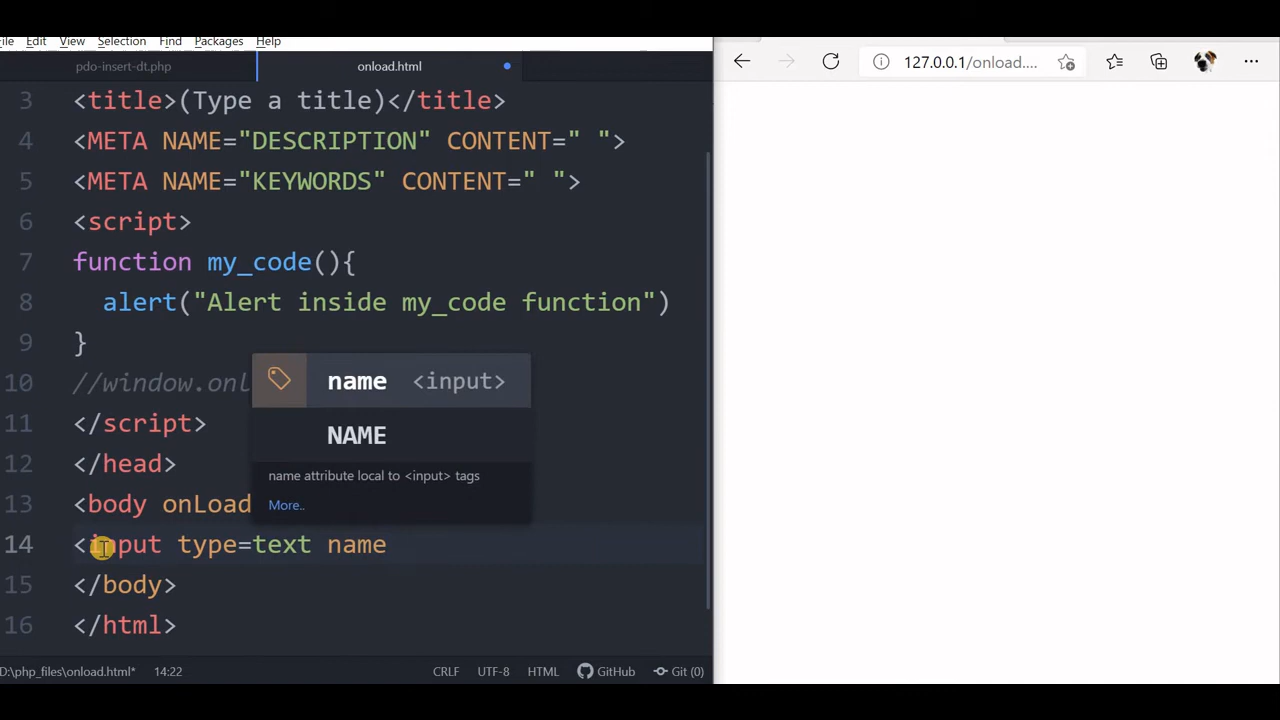 File Edit View Selection Find Packages Help
pdo-insert-dt.php onload.html
127.0.0.1/onload....
3 <title>(Type a title)</title>
4 <META NAME="DESCRIPTION" CONTENT=" ">
5 <META NAME="KEYWORDS" CONTENT=" ">
6 <script>
7 function my_code(){
8 alert("Alert inside my_code function")
9 }
10 //window.onl
name <input>
NAME
name attribute local to <input> tags
More..
11 </script>
12 </head>
13 <body onLoad
14 <input type=text name
15 </body>
16 </html>
D:\php_files\onload.html* 14:22 CRLF UTF-8 HTML GitHub Git (0)